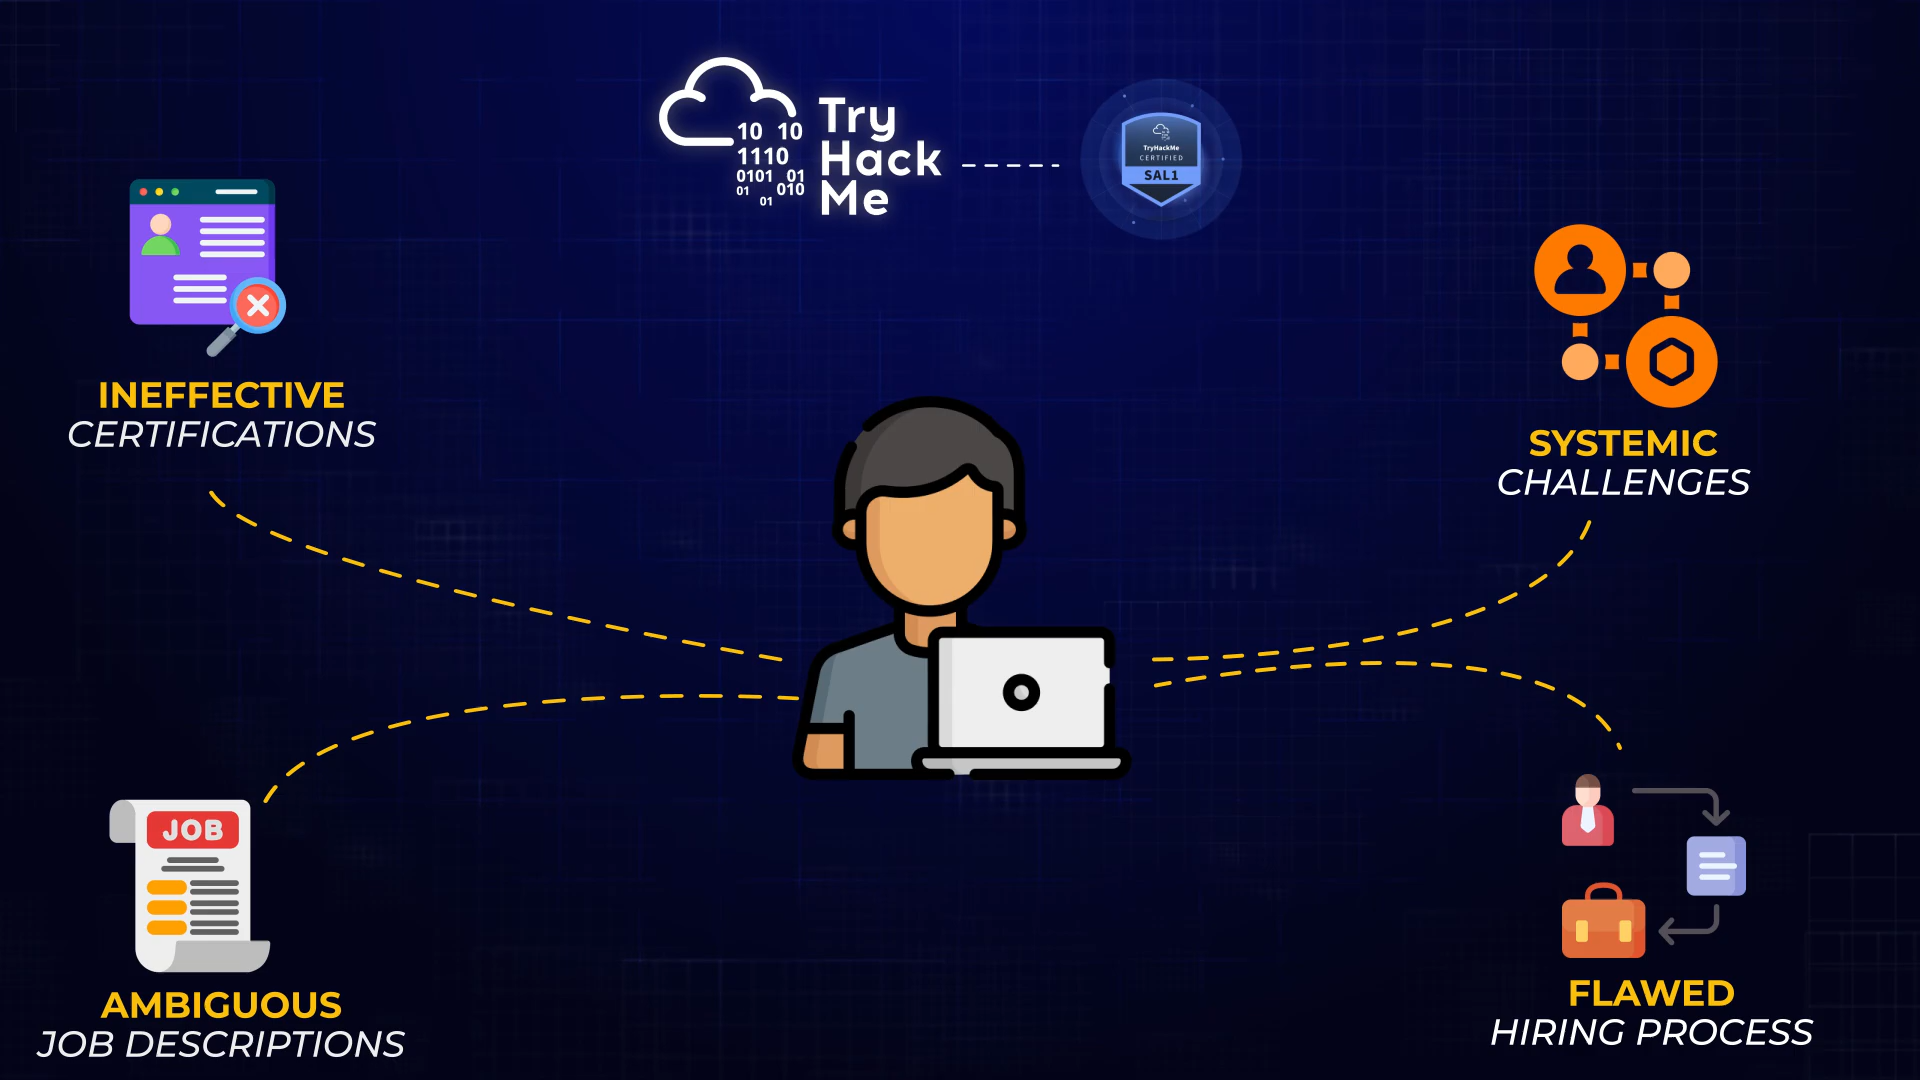 Try
Hack
Me
10 10
1110
0101 01
01 010
01
TryHackMe
CERTIFIED
SAL1
INEFFECTIVE
CERTIFICATIONS
SYSTEMIC
CHALLENGES
JOB
AMBIGUOUS
JOB DESCRIPTIONS
FLAWED
HIRING PROCESS